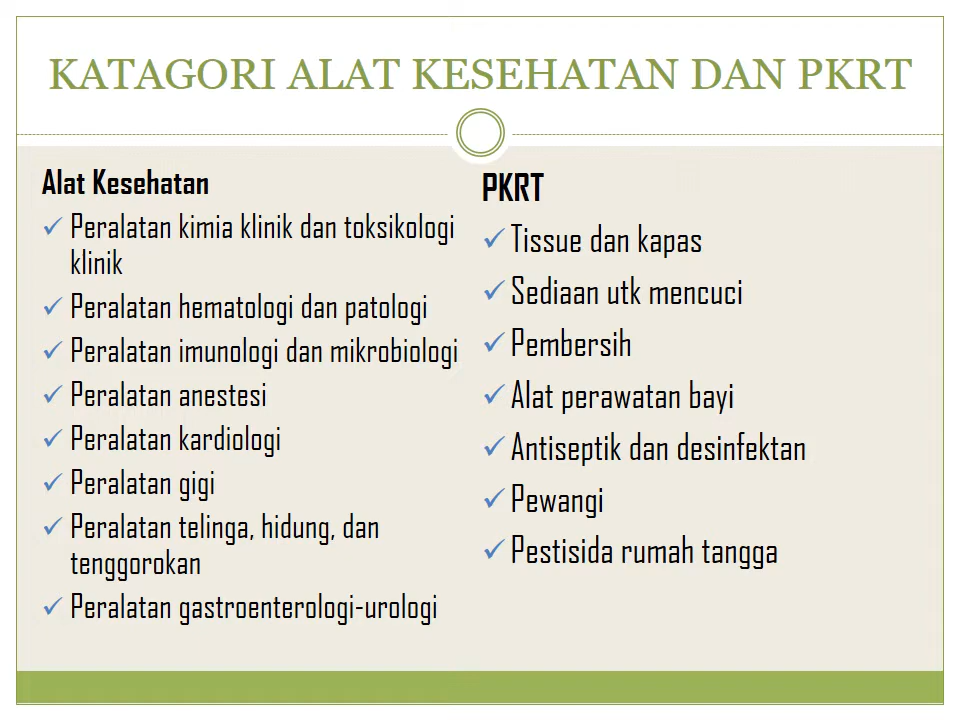 KATAGORI ALAT KESEHATAN DAN PKRT
Alat Kesehatan
Peralatan kimia klinik dan toksikologi
klinik
Peralatan hematologi dan patologi
Peralatan imunologi dan mikrobiologi
Peralatan anestesi
Peralatan kardiologi
Peralatan gigi
Peralatan telinga, hidung, dan
tenggorokan
Peralatan gastroenterologi-urologi
PKRT
Tissue dan kapas
Sediaan utk mencuci
Pembersih
Alat perawatan bayi
Antiseptik dan desinfektan
Pewangi
Pestisida rumah tangga